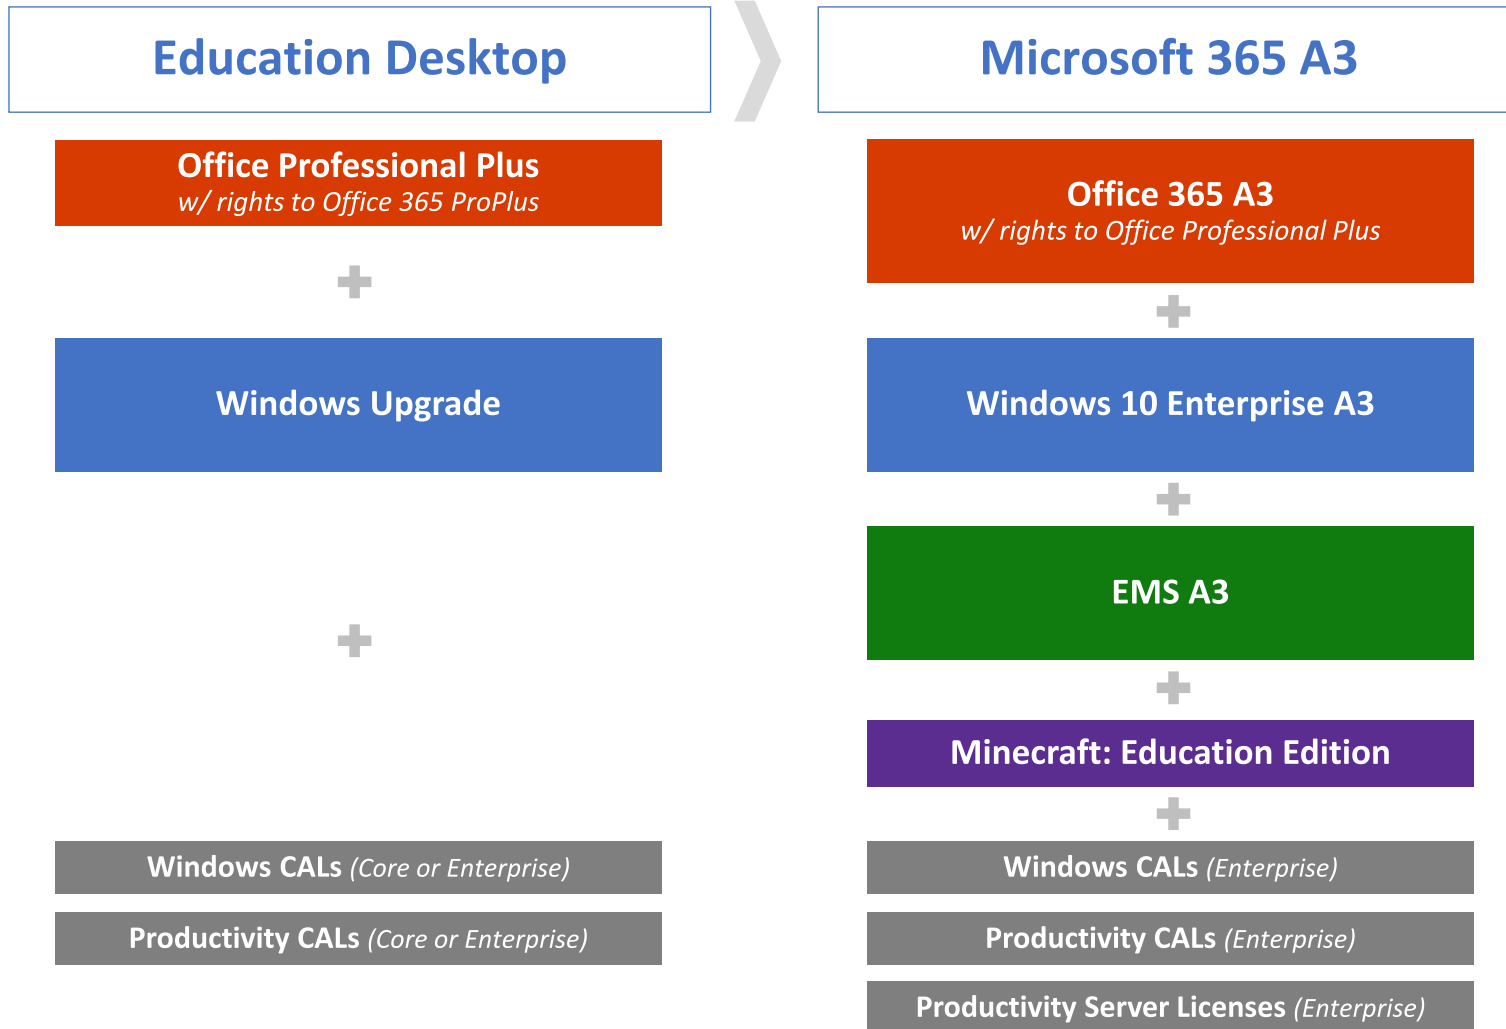 Education Desktop
Office Professional Plus
w/ rights to Office 365 ProPlus
Windows Upgrade
Windows CALs (Core or Enterprise)
Productivity CALs (Core or Enterprise)
Microsoft 365 A3
Office 365 A3
w/ rights to Office Professional Plus
Windows 10 Enterprise A3
EMS A3
Minecraft: Education Edition
Windows CALs (Enterprise)
Productivity CALs (Enterprise)
Productivity Server Licenses (Enterprise)